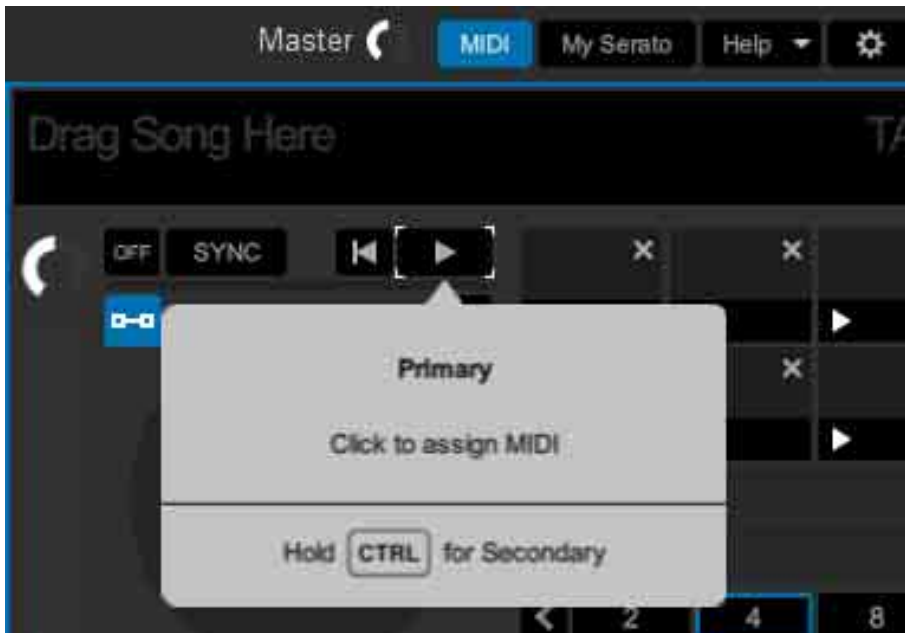 Master MIDI My Serato Help
Drag Song Here TA
OFF SYNC
Primary
Click to assign MIDI
Hold CTRL for Secondary
2 4 8